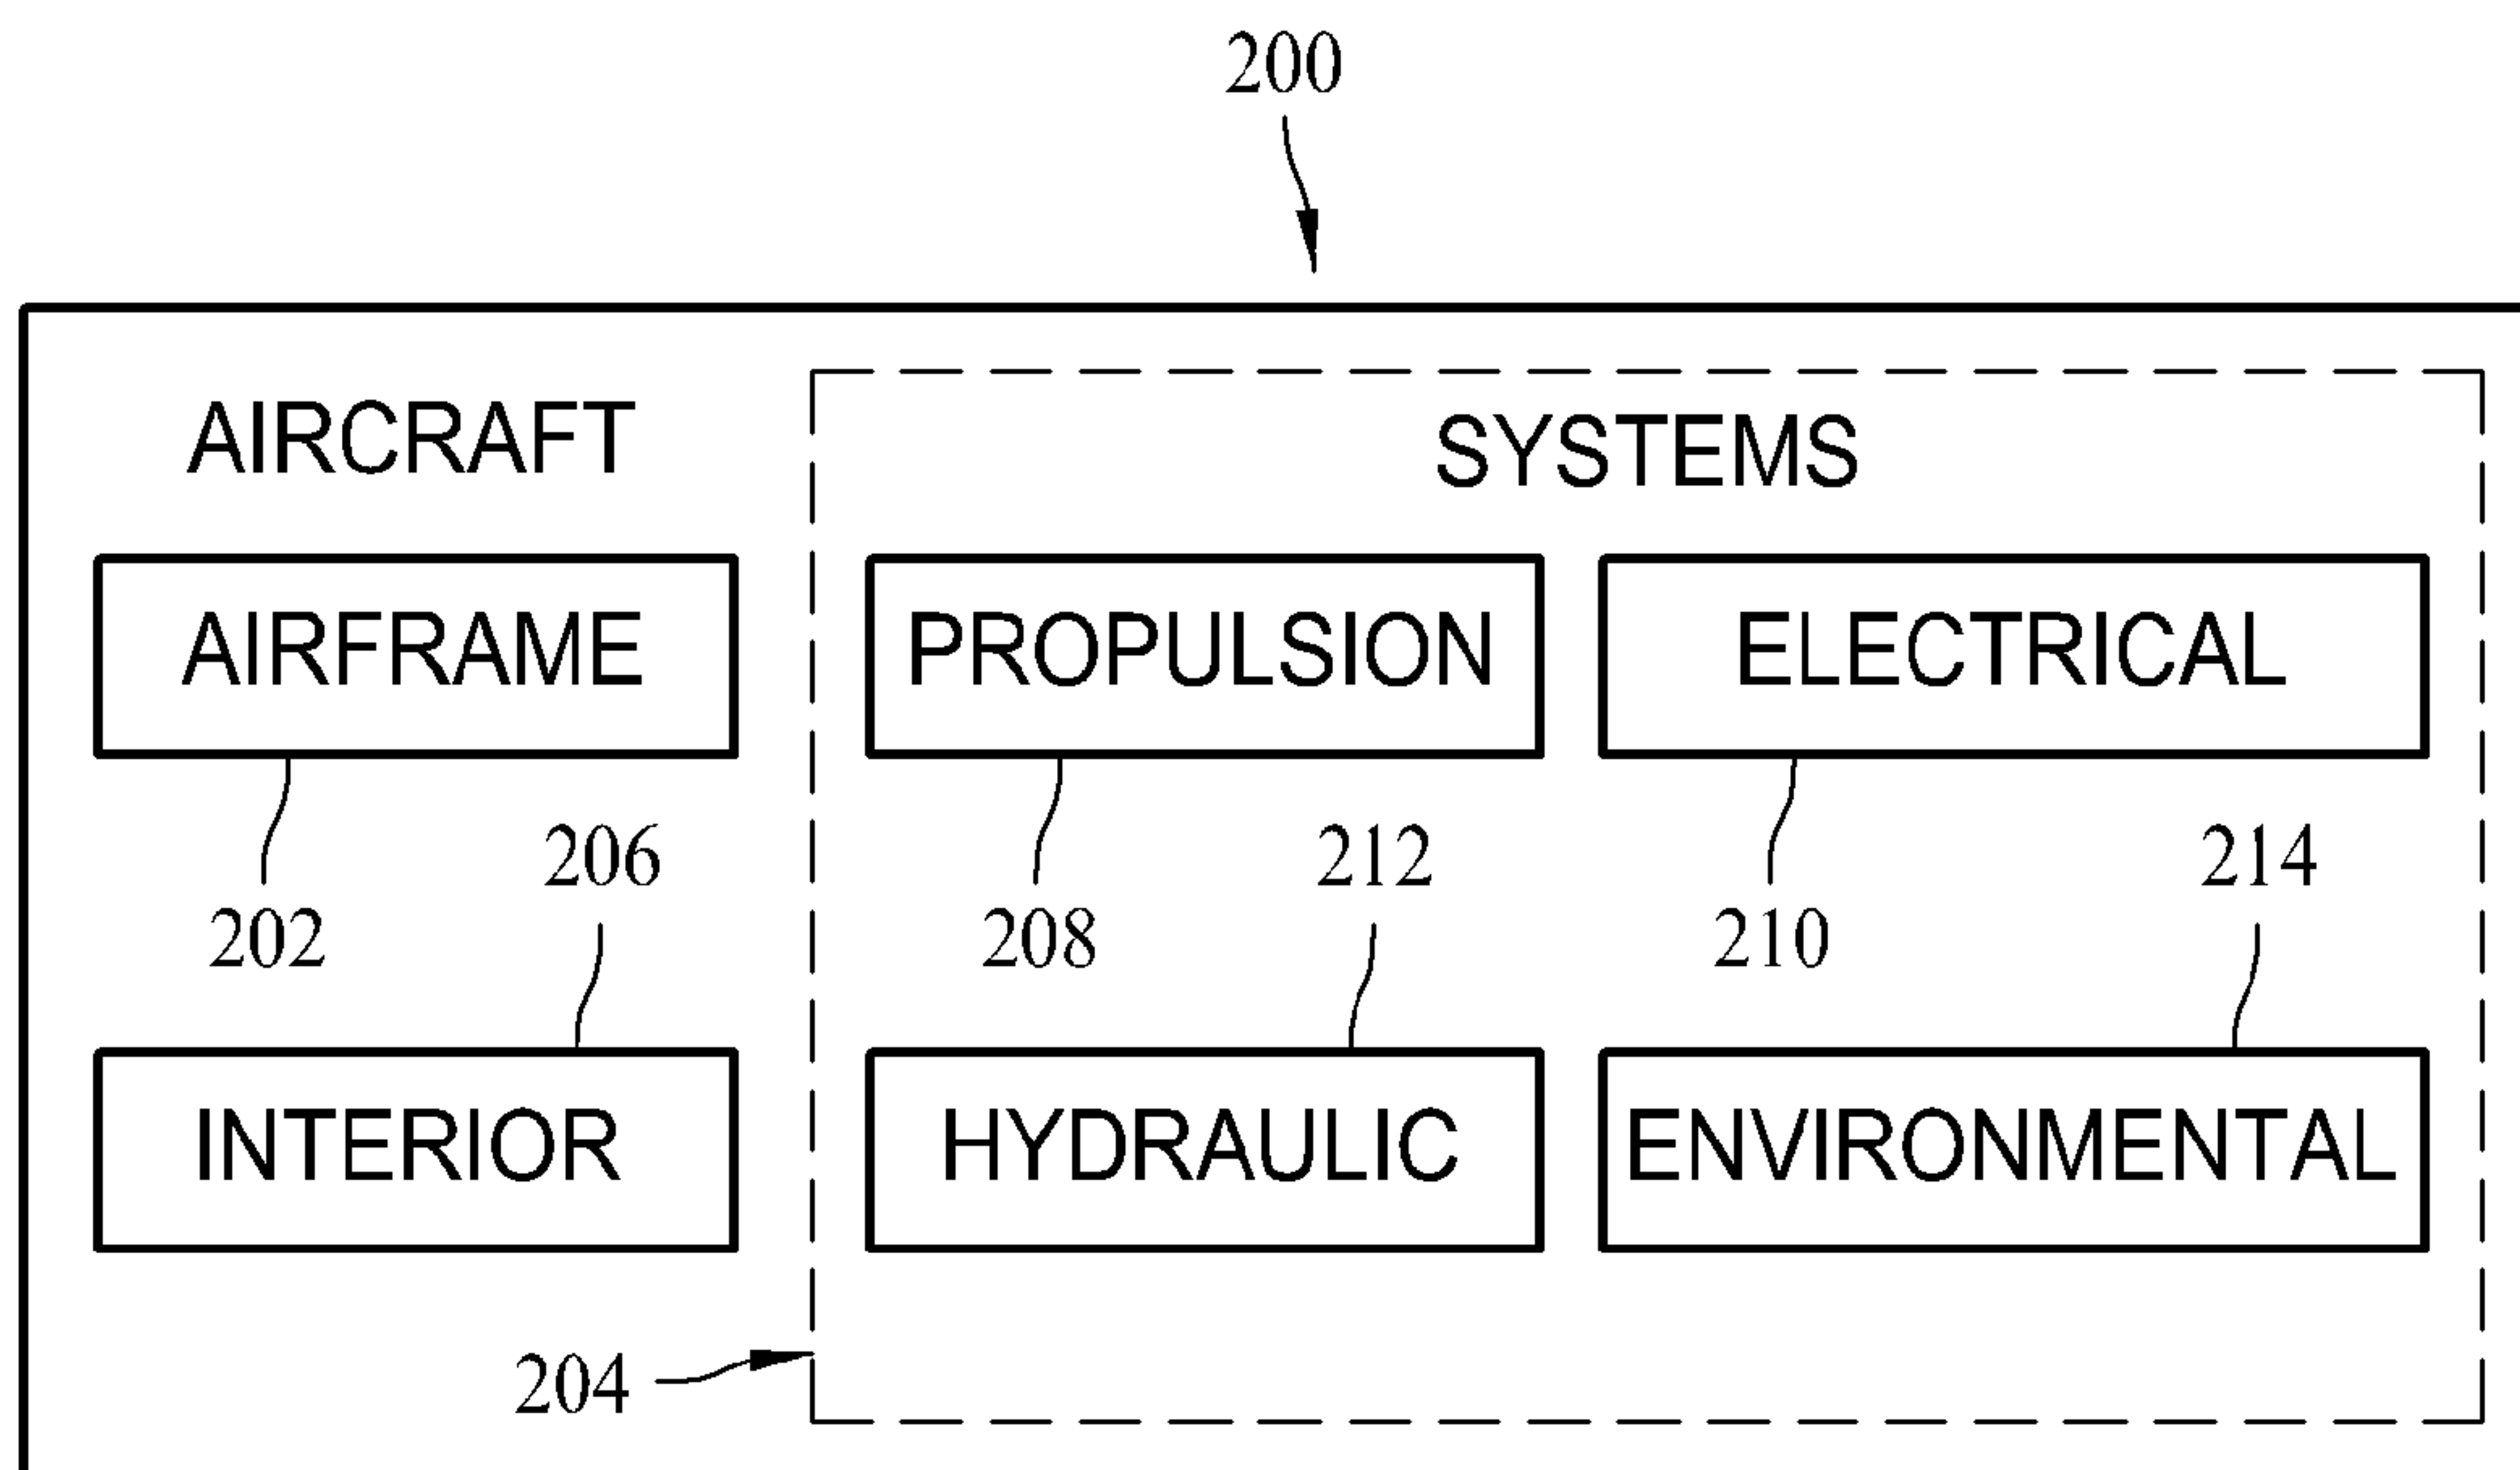 200
AIRCRAFT
SYSTEMS
AIRFRAME
PROPULSION
ELECTRICAL
206
212
214
202
208
210
INTERIOR
HYDRAULIC
ENVIRONMENTAL
204